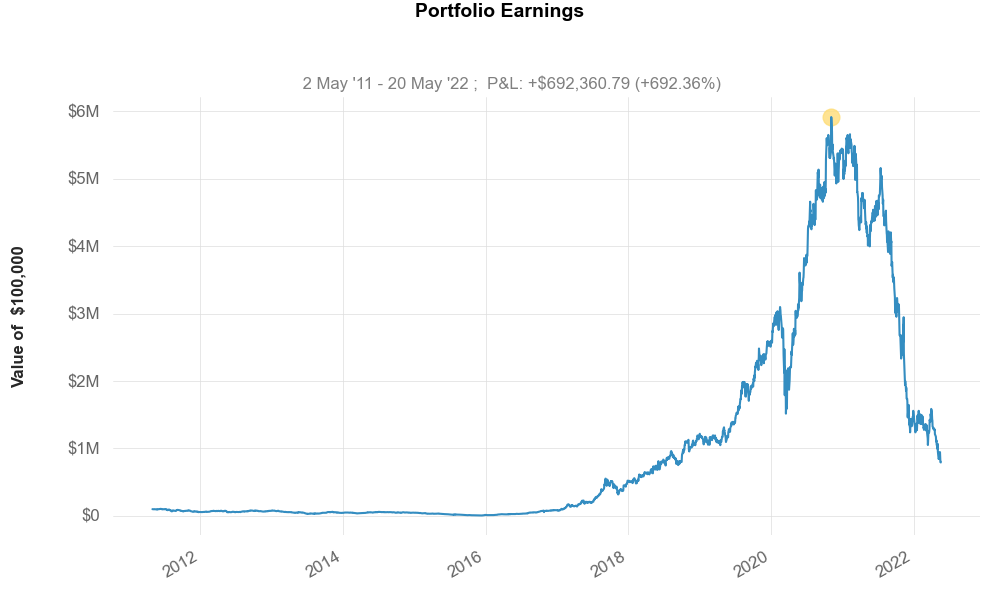 Portfolio Earnings
2 May '11 - 20 May '22 ;  P&L: +$692,360.79 (+692.36%)
$6M
$5M
$4M
$3M
$2M
$1M
$0
Value of  $100,000
2012
2014
2016
2018
2020
2022